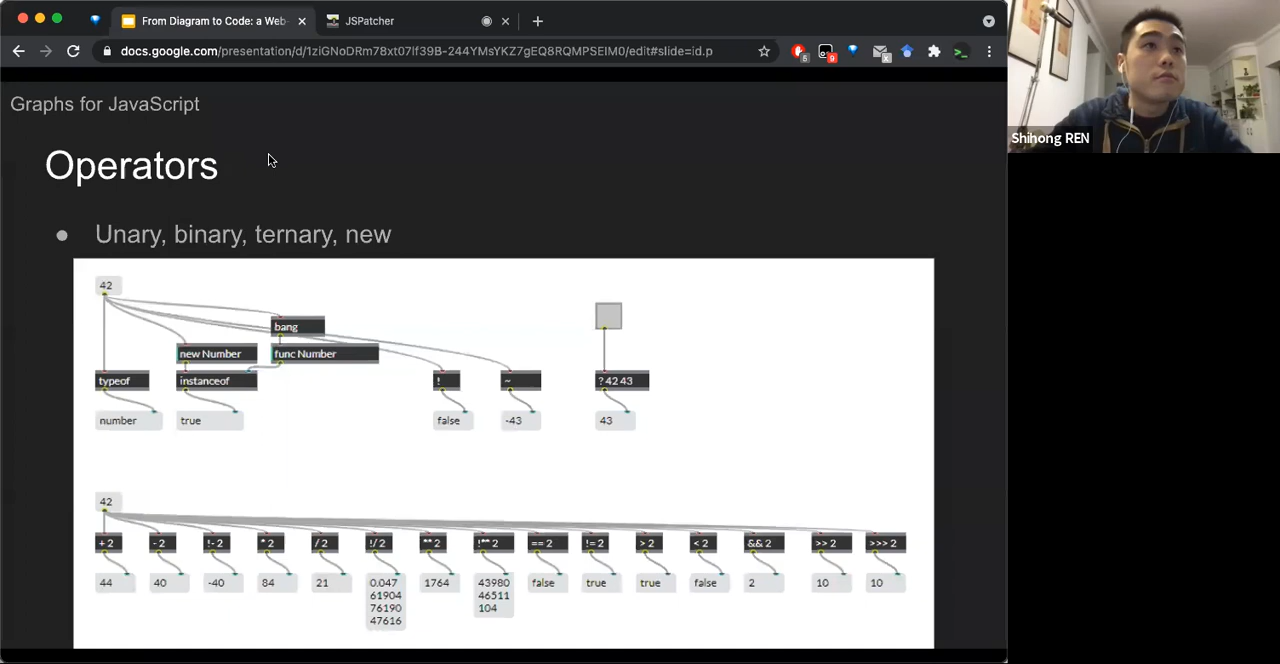 From Diagram to Code: a Web-
JSPatcher
docs.google.com/presentation/d/1ziGNoDRm78xt07lf39B-244YMsYKZ7gEQ8RQMPSEIM0/edit#slide=id.p
6
9
x
Shihong REN
Graphs for JavaScript
Operators
● Unary, binary, ternary, new
42
bang
new Number
func Number
typeof
instanceof
!
~
? 42 43
number
true
false
-43
43
42
+ 2
- 2
!- 2
* 2
/ 2
!/ 2
** 2
!** 2
== 2
!= 2
> 2
< 2
&& 2
>> 2
>>> 2
44
40
-40
84
21
0.047
61904
76190
47616
1764
43980
46511
104
false
true
true
false
2
10
10